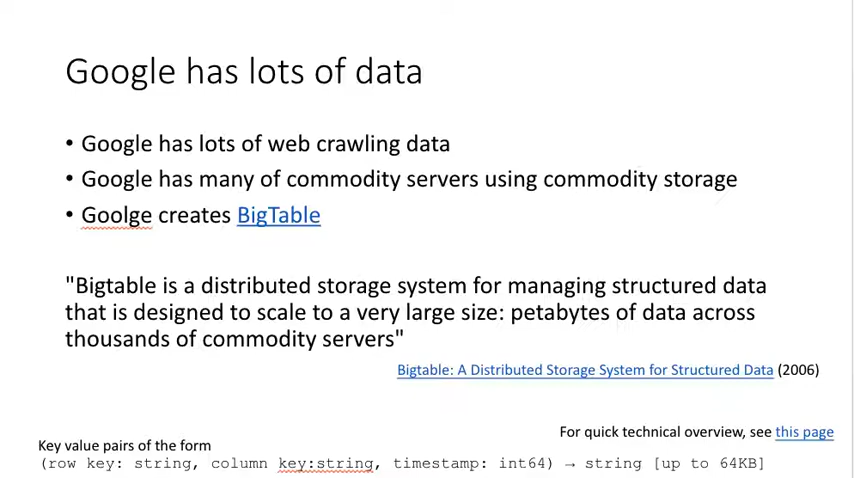 Google has lots of data
• Google has lots of web crawling data
• Google has many of commodity servers using commodity storage
• Goolge creates BigTable
"Bigtable is a distributed storage system for managing structured data
that is designed to scale to a very large size: petabytes of data across
thousands of commodity servers"
Bigtable: A Distributed Storage System for Structured Data (2006)
For quick technical overview, see this page
Key value pairs of the form
(row key: string, column key:string, timestamp: int64) → string [up to 64KB]